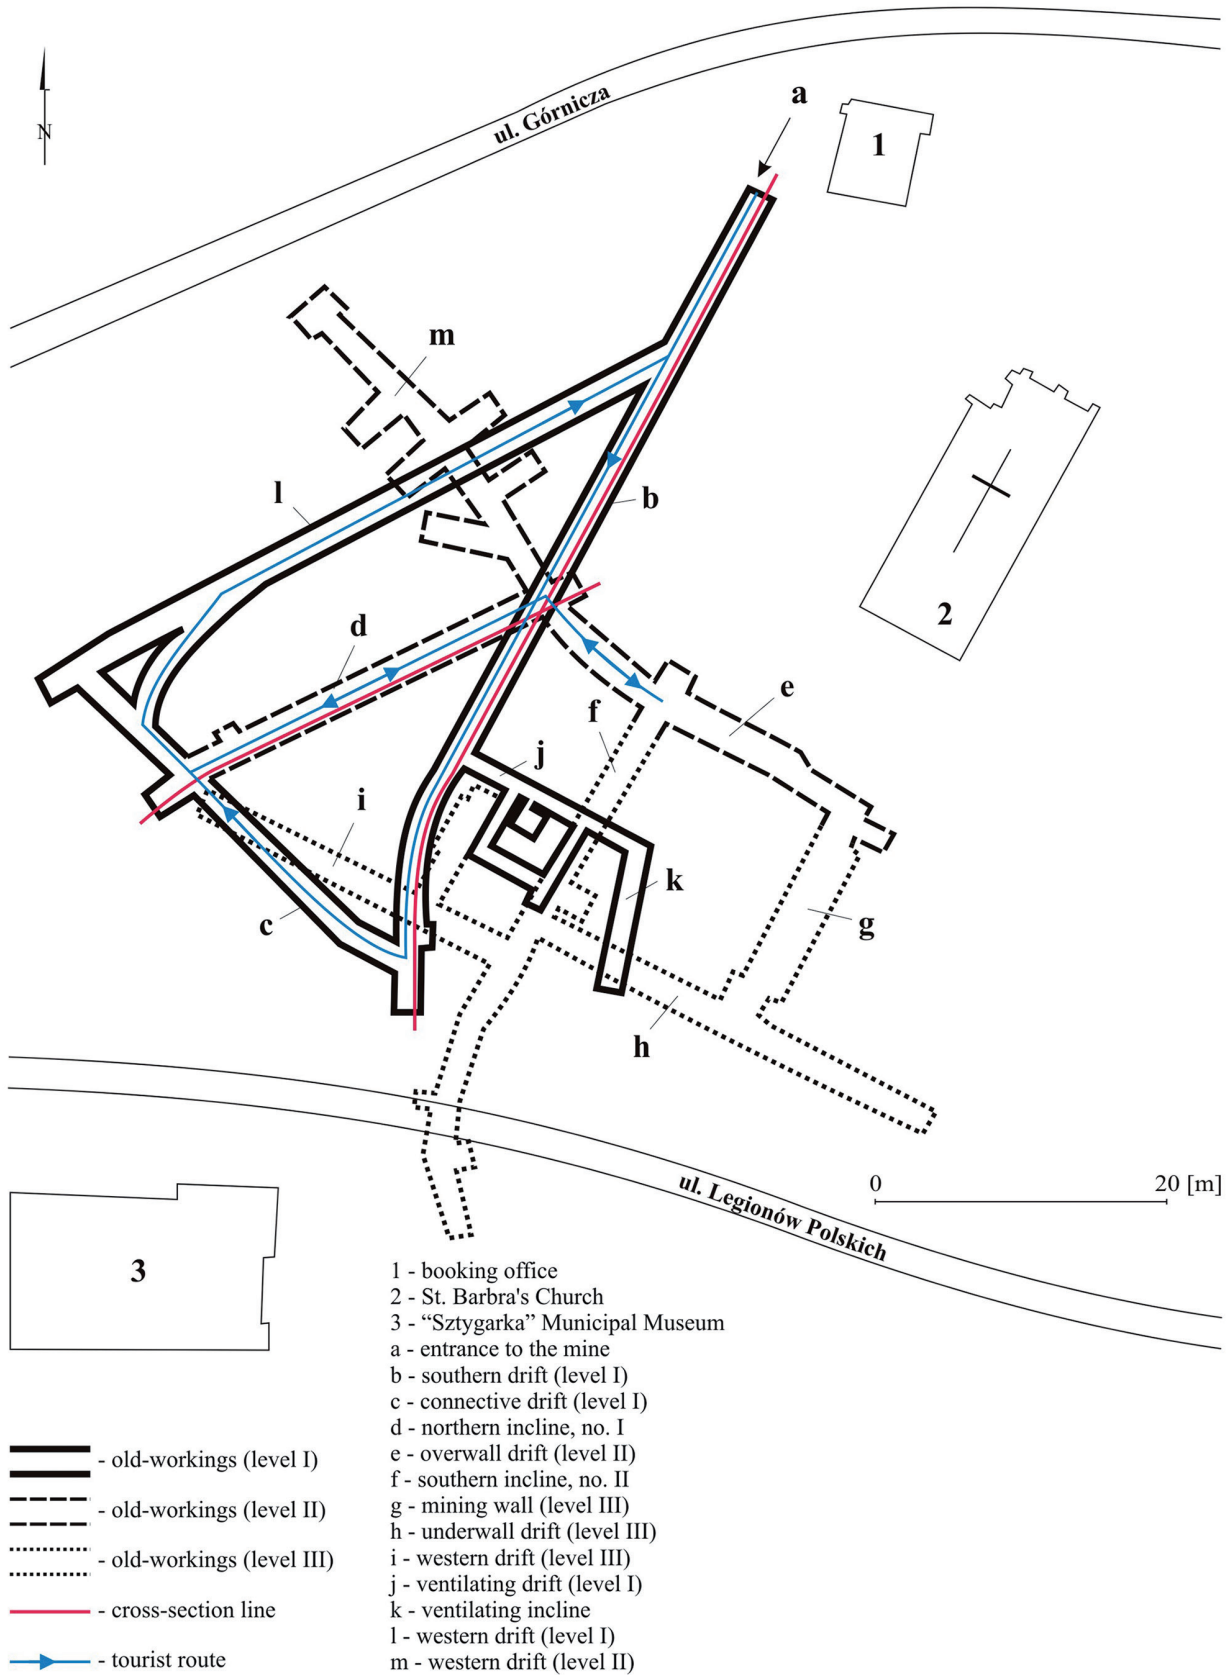 ul. Górnicza
a
1
N
m
l
b
2
d
e
f
j
i
k
c
g
h
0 20 [m]
ul. Legionów Polskich
3
1 - booking office
2 - St. Barbra's Church
3 - “Sztygarka” Municipal Museum
a - entrance to the mine
b - southern drift (level I)
c - connective drift (level I)
d - northern incline, no. I
e - overwall drift (level II)
f - southern incline, no. II
g - mining wall (level III)
h - underwall drift (level III)
i - western drift (level III)
j - ventilating drift (level I)
k - ventilating incline
l - western drift (level I)
m - western drift (level II)
- old-workings (level I)
- old-workings (level II)
- old-workings (level III)
- cross-section line
- tourist route